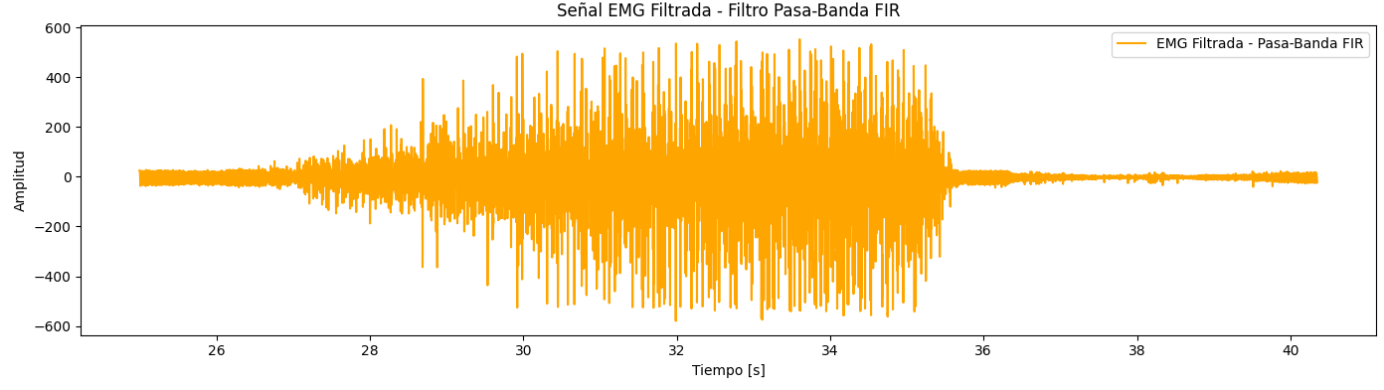 Señal EMG Filtrada - Filtro Pasa-Banda FIR
EMG Filtrada - Pasa-Banda FIR
600
400
200
0
−200
−400
−600
Amplitud
26 28 30 32 34 36 38 40
Tiempo [s]